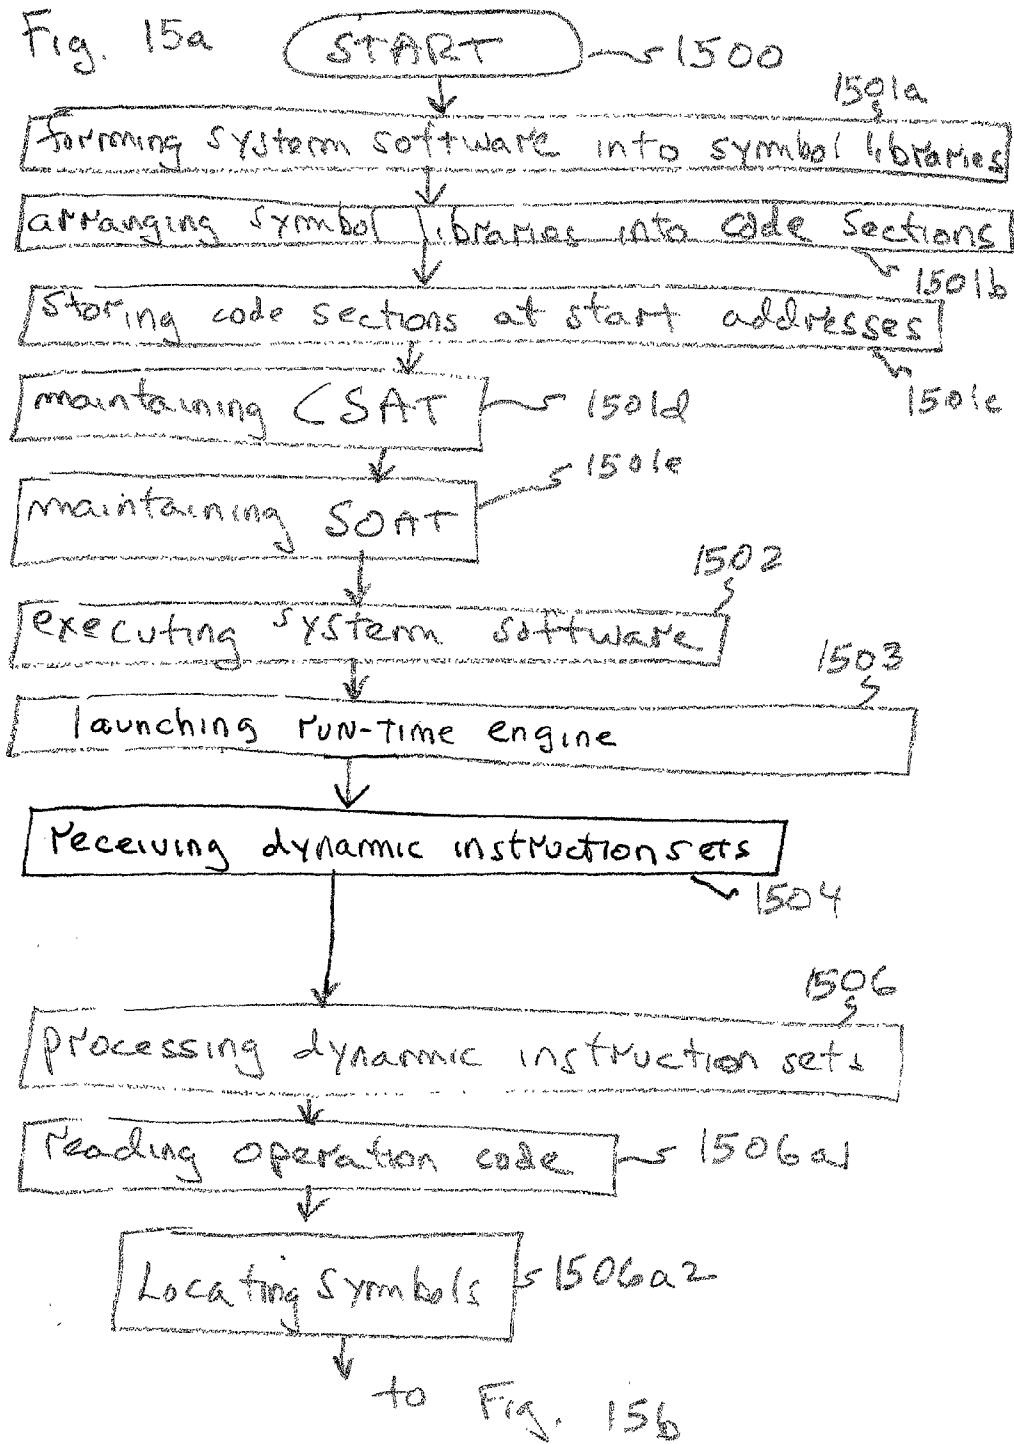 Fig. 15a
START
1500
1501a
forming system software into symbol libraries
arranging symbol libraries into code sections
1501b
storing code sections at start addresses
1501c
maintaining CSAT
1501d
1501e
maintaining SOAT
1502
executing system software
1503
launching run-time engine
receiving dynamic instruction sets
1504
1506
processing dynamic instruction sets
reading operation code
1506a1
Locating symbols
1506a2
to Fig. 15b